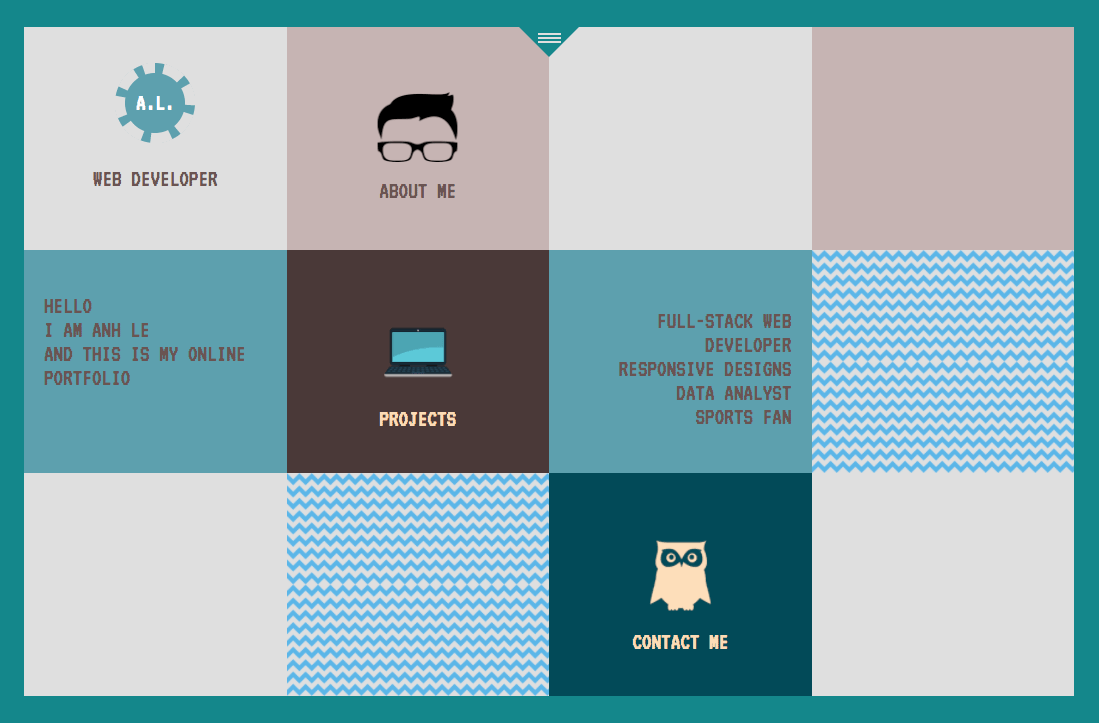 A.L.
WEB DEVELOPER
ABOUT ME
HELLO
I AM ANH LE
AND THIS IS MY ONLINE
PORTFOLIO
PROJECTS
FULL-STACK WEB
DEVELOPER
RESPONSIVE DESIGNS
DATA ANALYST
SPORTS FAN
CONTACT ME